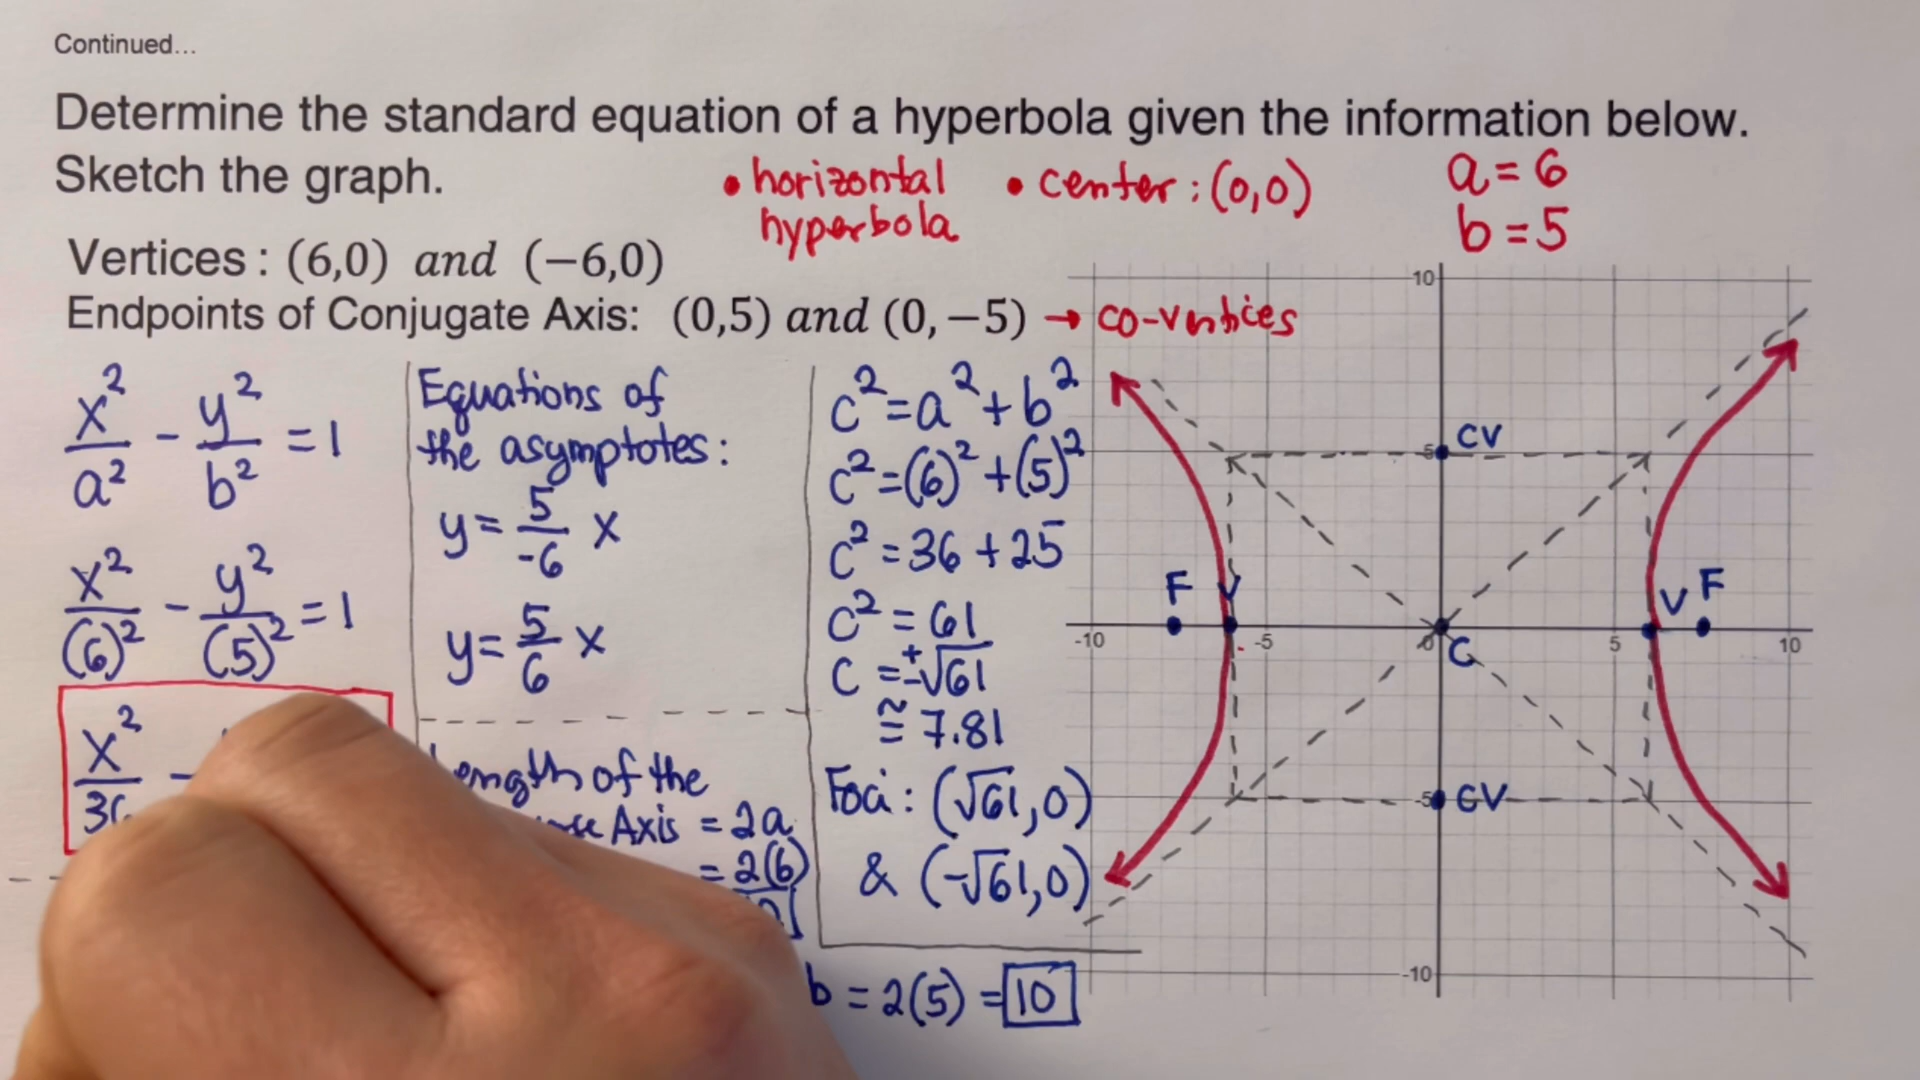 Continued...
Determine the standard equation of a hyperbola given the information below.
Sketch the graph.
• horizontal
hyperbola
• center : (0,0)
a = 6
b = 5
Vertices : (6,0) and (−6,0)
Endpoints of Conjugate Axis: (0,5) and (0, −5) → co-vertices
x²/a² - y²/b² = 1
x²/(6)² - y²/(5)² = 1
x² -
Equations of
the asymptotes:
y = 5/-6 x
y = 5/6 x
Length of the
Axis = 2a
= 2(6)
b = 2(5) = 10
c² = a² + b²
c² = (6)² + (5)²
c² = 36 + 25
c² = 61
c = ±√61
≅ 7.81
Foci : (√61,0)
& (-√61,0)
10
5 CV
F V V F
-10 -5 0 C 5 10
-5 CV
-10